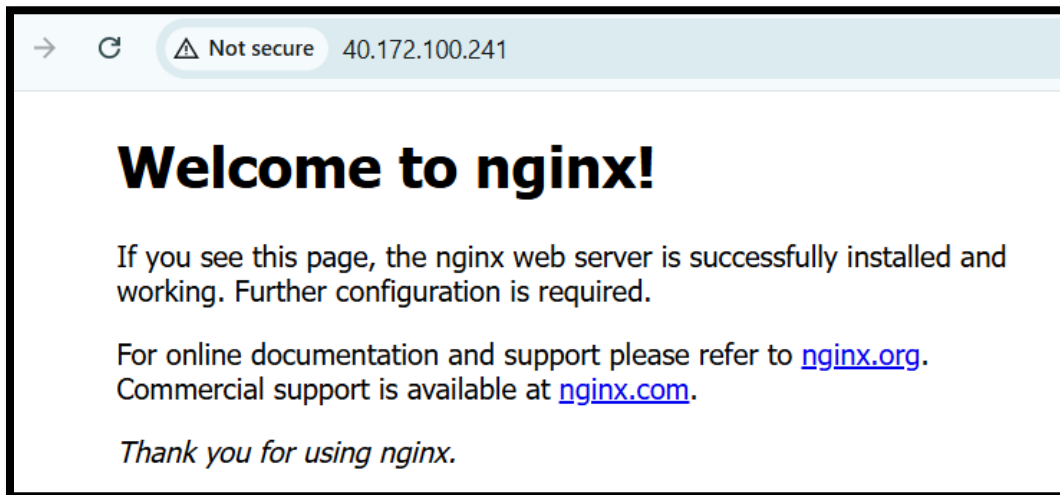 Not secure 40.172.100.241
Welcome to nginx!
If you see this page, the nginx web server is successfully installed and
working. Further configuration is required.
For online documentation and support please refer to nginx.org.
Commercial support is available at nginx.com.
Thank you for using nginx.